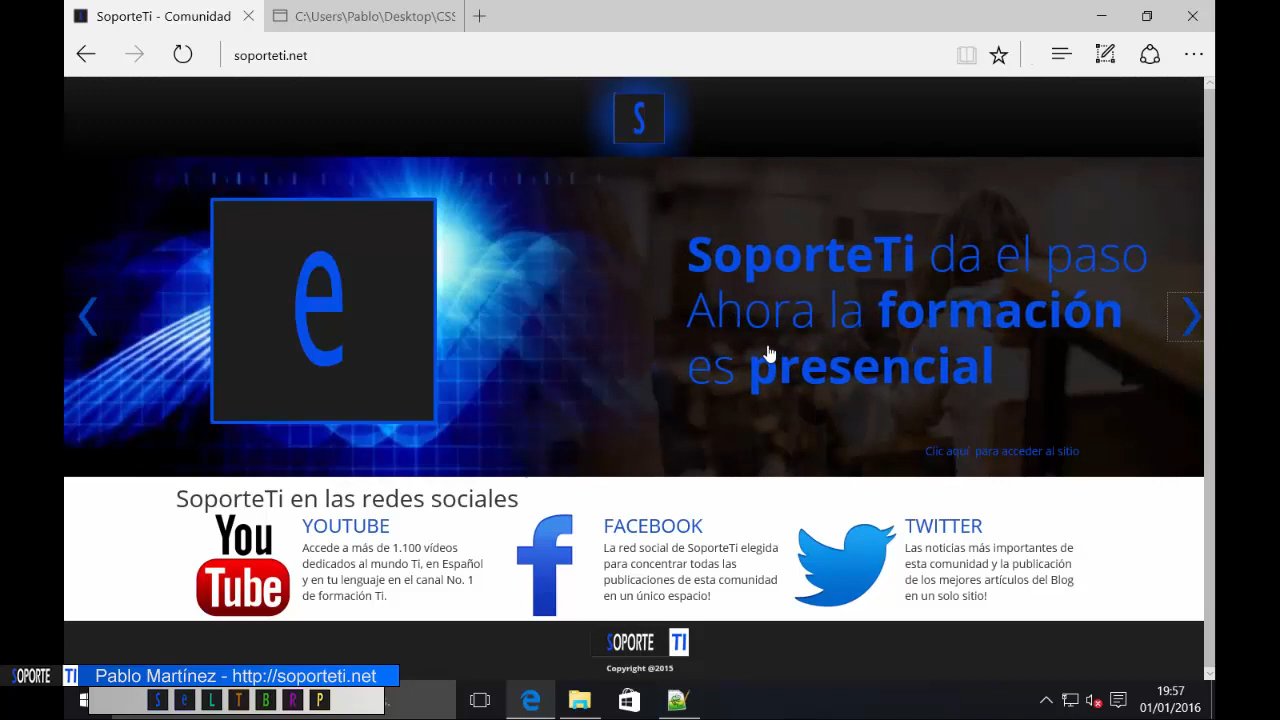 SoporteTi - Comunidad
C:\Users\Pablo\Desktop\CSS
soporteti.net
S
e
SoporteTi da el paso
Ahora la formación
es presencial
Clic aquí para acceder al sitio
SoporteTi en las redes sociales
You
Tube
YOUTUBE
Accede a más de 1.100 vídeos
dedicados al mundo Ti, en Español
y en tu lenguaje en el canal No. 1
de formación Ti.
FACEBOOK
La red social de SoporteTi elegida
para concentrar todas las
publicaciones de esta comunidad
en un único espacio!
TWITTER
Las noticias más importantes de
esta comunidad y la publicación
de los mejores artículos del Blog
en un solo sitio!
SOPORTE TI
Copyright @2015
SOPORTE TI Pablo Martínez - http://soporteti.net
S e L T B R P
19:57
01/01/2016